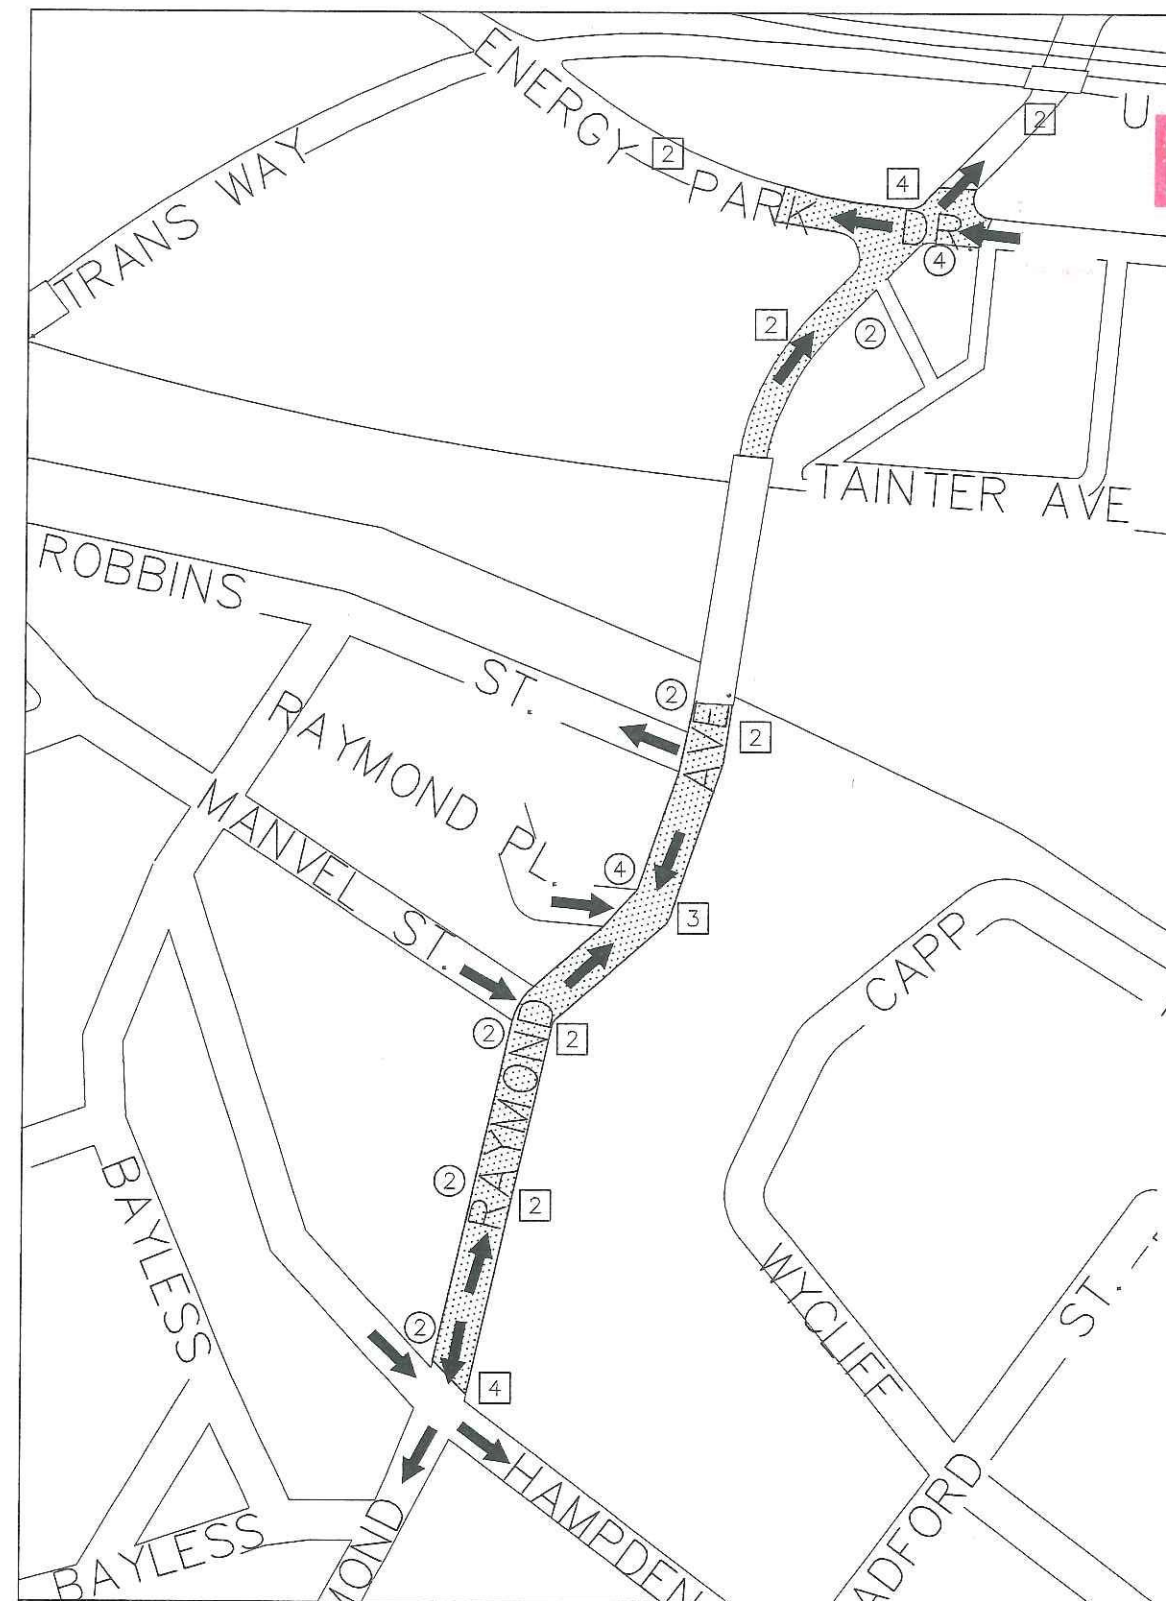 ENERGY PARK DR.
2
2
U
4
TRANS WAY
4
2
2
TAINTER AVE
ROBBINS ST.
2
2
RAYMOND PL.
MANVEL ST.
4
3
CAPP
2
2
RAYMOND AVE
2
2
BAYLESS
WYCLIFF
ST.
2
4
HAMPDEN
ADFORD
MOND
BAYLESS